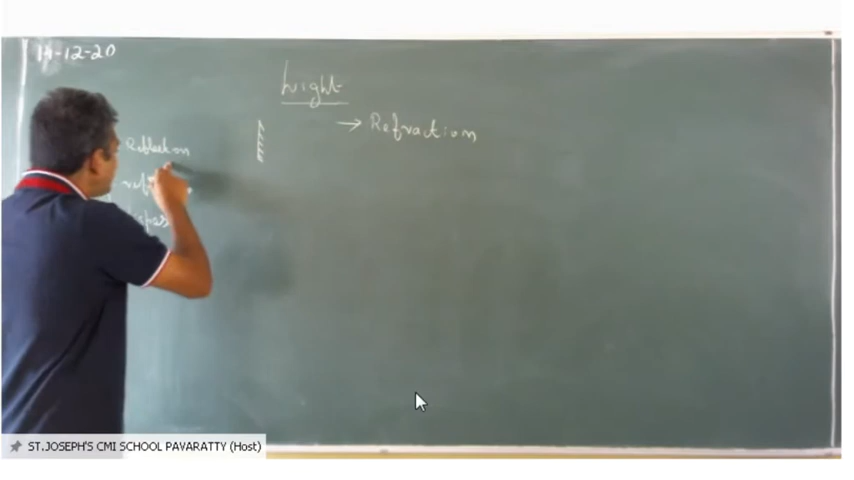 14-12-20
Light
→ Refraction
Reflection
ST.JOSEPH'S CMI SCHOOL PAVARATTY (Host)